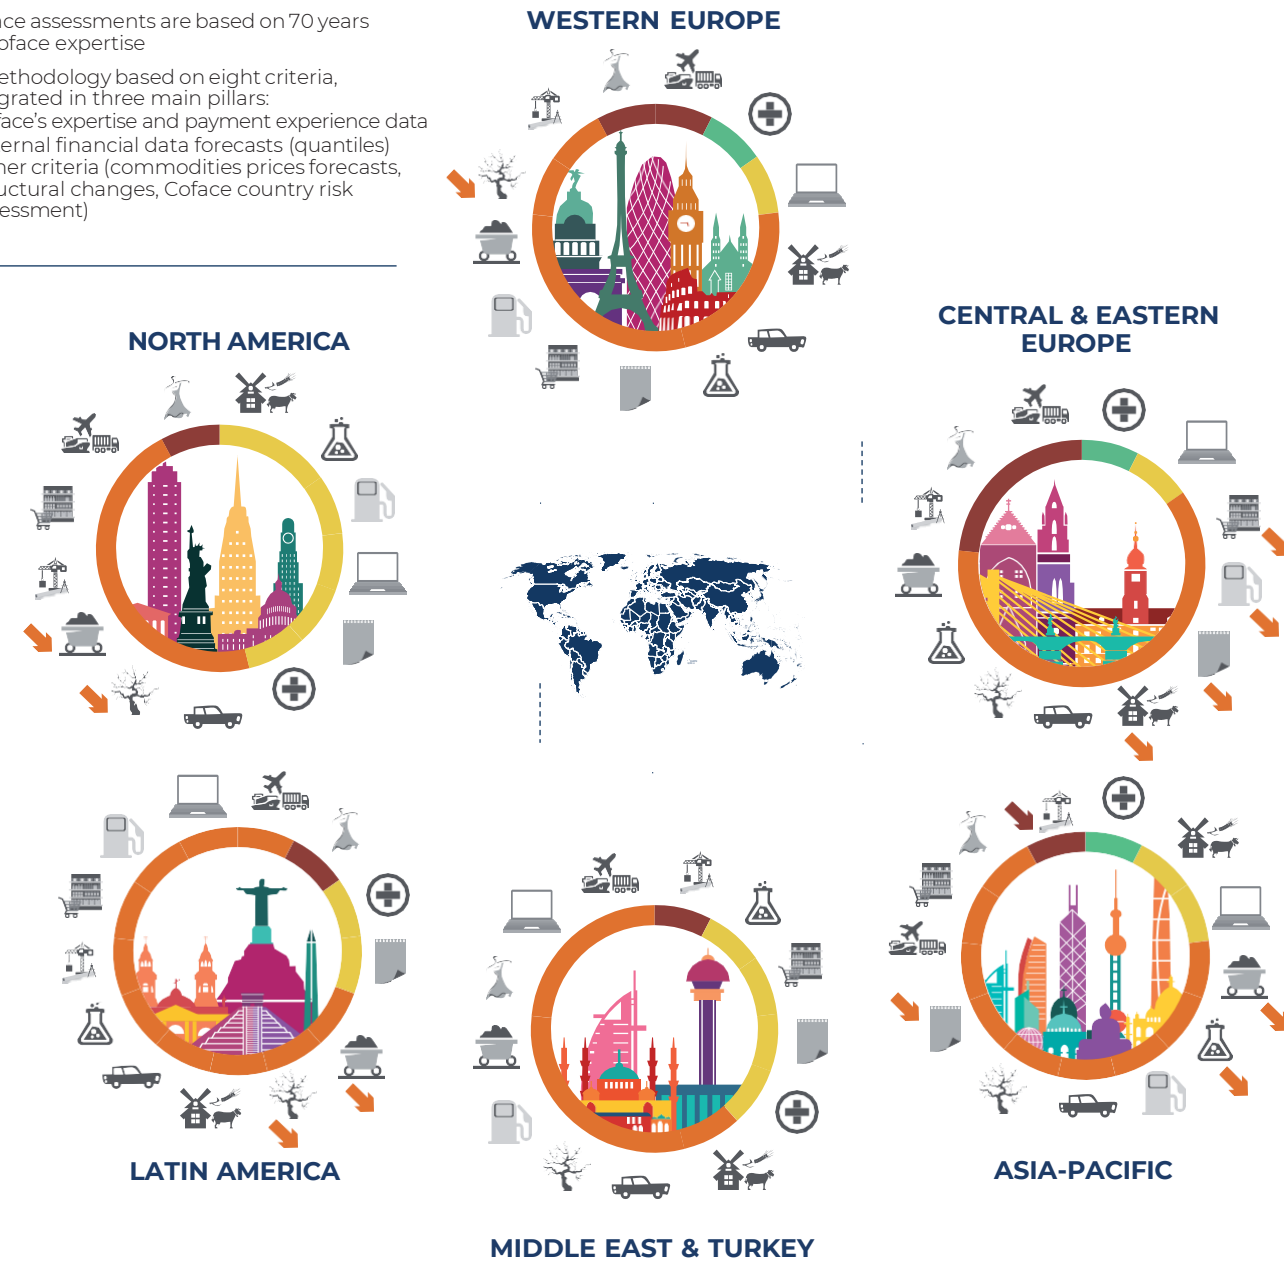 ace assessments are based on 70 years
oface expertise
ethodology based on eight criteria,
grated in three main pillars:
face's expertise and payment experience data
ernal financial data forecasts (quantiles)
her criteria (commodities prices forecasts,
uctural changes, Coface country risk
essment)
WESTERN EUROPE
NORTH AMERICA
CENTRAL & EASTERN
EUROPE
LATIN AMERICA
ASIA-PACIFIC
MIDDLE EAST & TURKEY